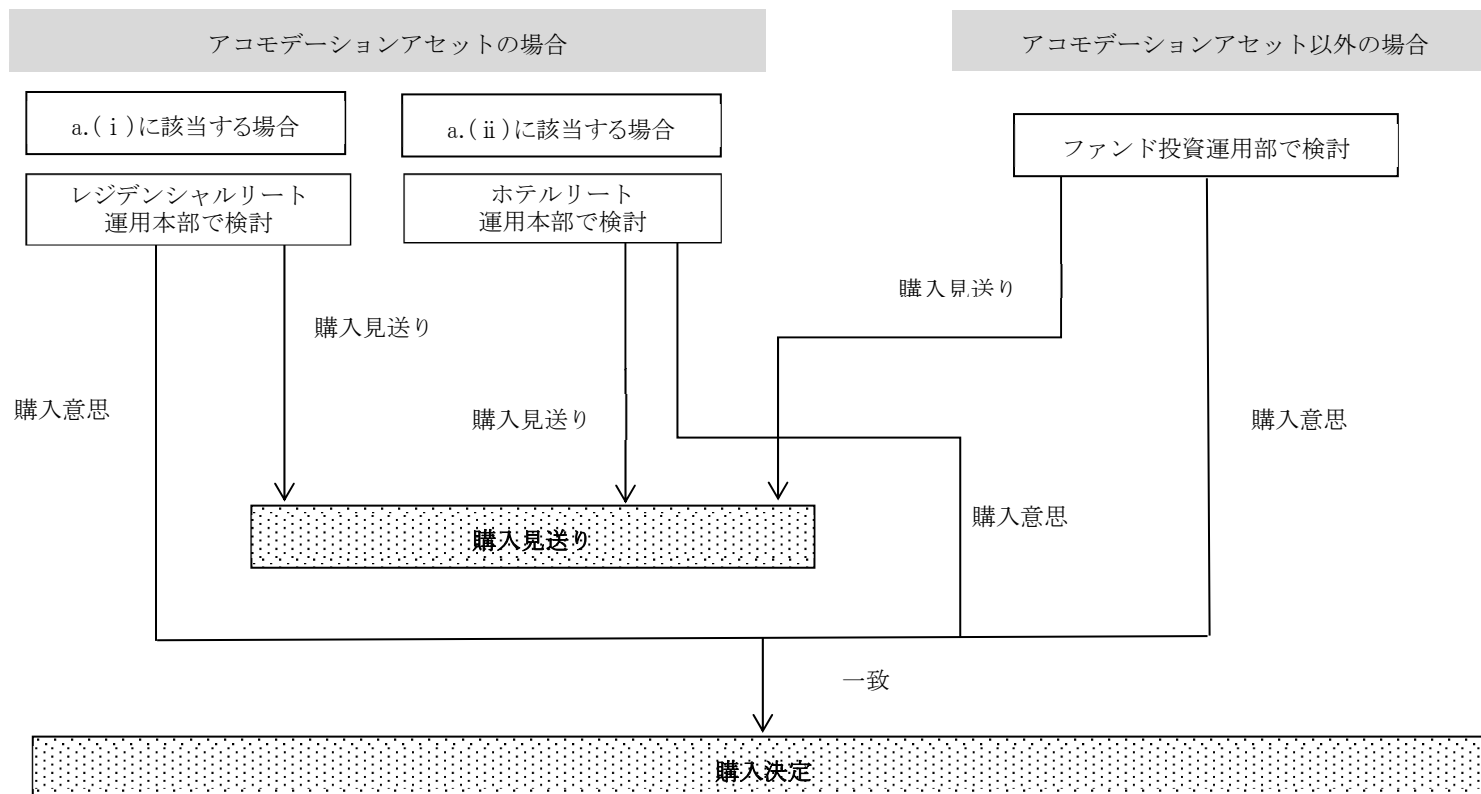 アコモデーションアセットの場合
アコモデーションアセット以外の場合
a.(ⅰ)に該当する場合
a.(ⅱ)に該当する場合
ファンド投資運用部で検討
レジデンシャルリート
運用本部で検討
ホテルリート
運用本部で検討
購入見送り
購入見送り
購入意思
購入見送り
購入意思
購入意思
購入見送り
一致
購入決定